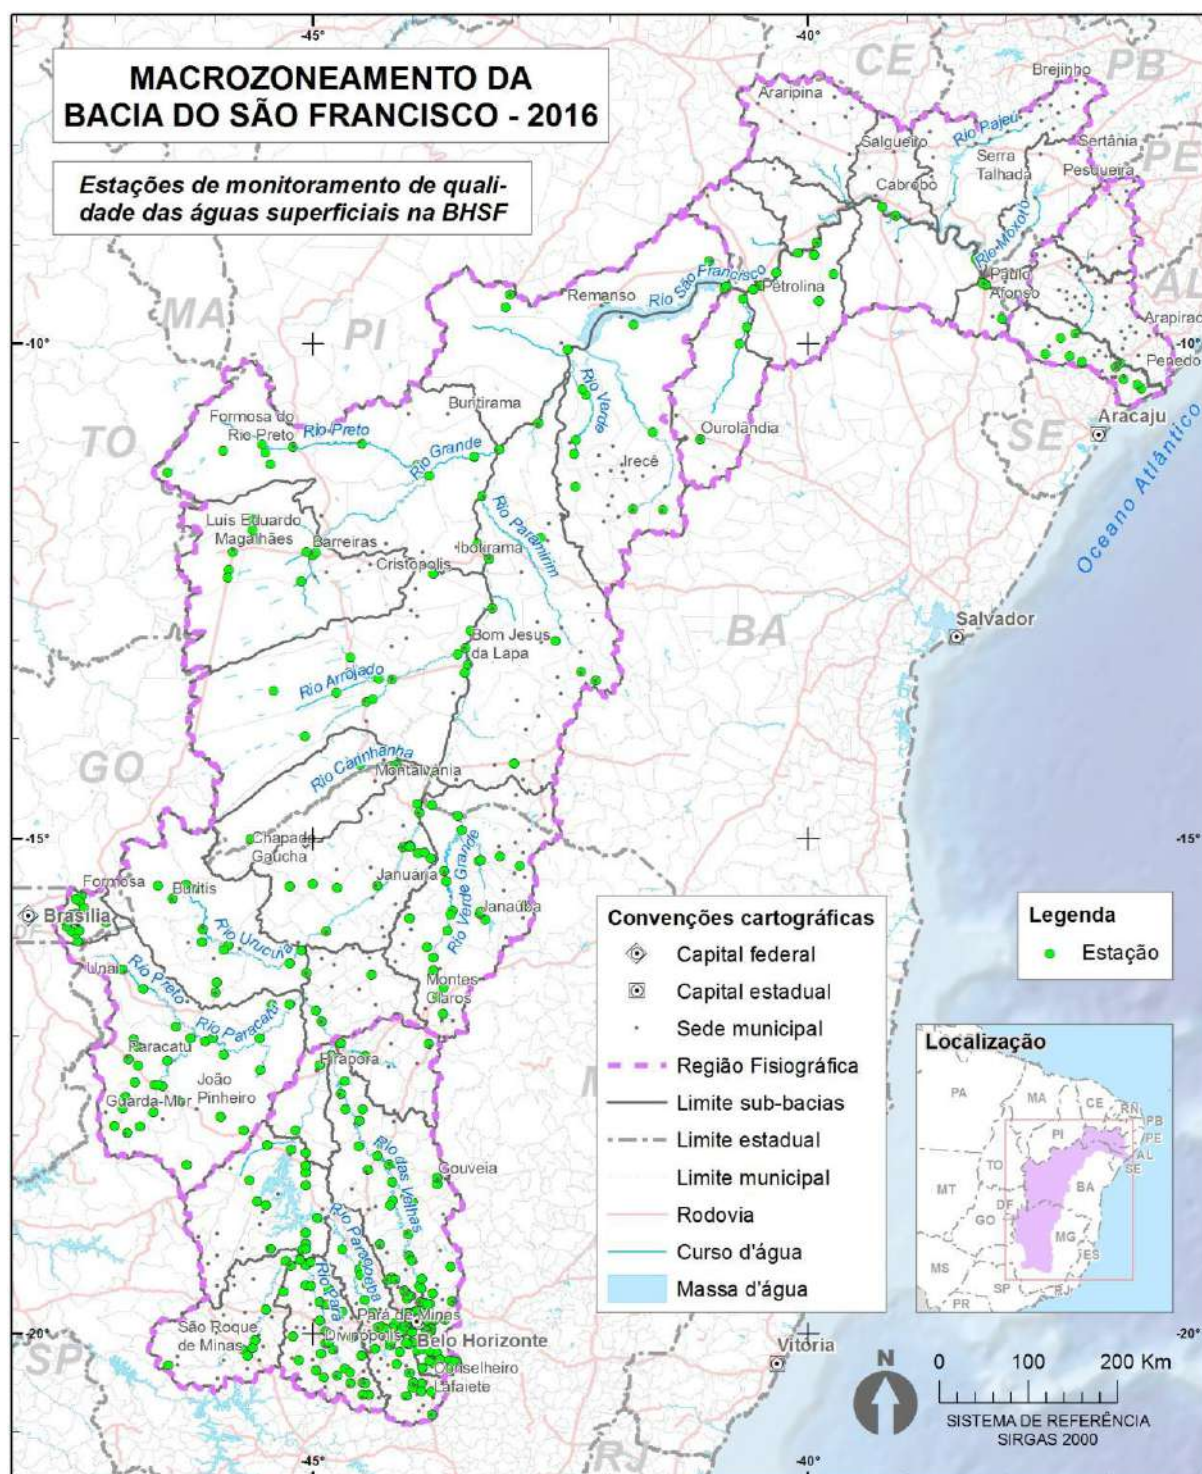 -45°
-40°
MACROZONEAMENTO DA
BACIA DO SÃO FRANCISCO - 2016
Estações de monitoramento de quali-
dade das águas superficiais na BHSF
CE
PB
Brejinho
Araripina
Rio Pajeú
Salgueiro
Sertânia
PE
Serra
Talhada
Pesqueira
Cabrobó
Rio Moxotó
MA
PI
Rio São Francisco
Remanso
Petrolina
Paulo
Afonso
AL
Arapirac
-10°
-10°
Penedo
Rio Verde
Buritirama
Aracaju
TO
Formosa do
Rio Preto
Rio Preto
Rio Grande
Ourolândia
SE
Irecê
Oceano Atlântico
Rio Paramirim
Luis Eduardo
Magalhães
Barreiras
Ibotirama
Cristopolis
BA
Salvador
Bom Jesus
da Lapa
Rio Arrojado
GO
Rio Carinhanha
Montalvânia
-15°
-15°
Chapada
Gaúcha
Rio Verde Grande
Formosa
Buritis
Januária
Janaúba
Brasília
DF
Rio Urucuia
Unaí
Rio Preto
Montes
Claros
Rio Paracatu
Paracatu
Pirapora
João
Pinheiro
Guarda-Mor
M
Rio das Velhas
Gouveia
Rio Paraopeba
Rio Pará
Pará de Minas
São Roque
de Minas
Divinópolis
Belo Horizonte
Conselheiro
Lafaiete
-20°
-20°
SP
Vitória
RJ
Convenções cartográficas
Capital federal
Capital estadual
Sede municipal
Região Fisiográfica
Limite sub-bacias
Limite estadual
Limite municipal
Rodovia
Curso d'água
Massa d'água
Legenda
Estação
Localização
PA
MA
CE
RN
PB
PI
PE
AL
SE
TO
MT
BA
DF
GO
MG
ES
MS
SP
RJ
PR
N
0 100 200 Km
SISTEMA DE REFERÊNCIA
SIRGAS 2000
-45°
-40°